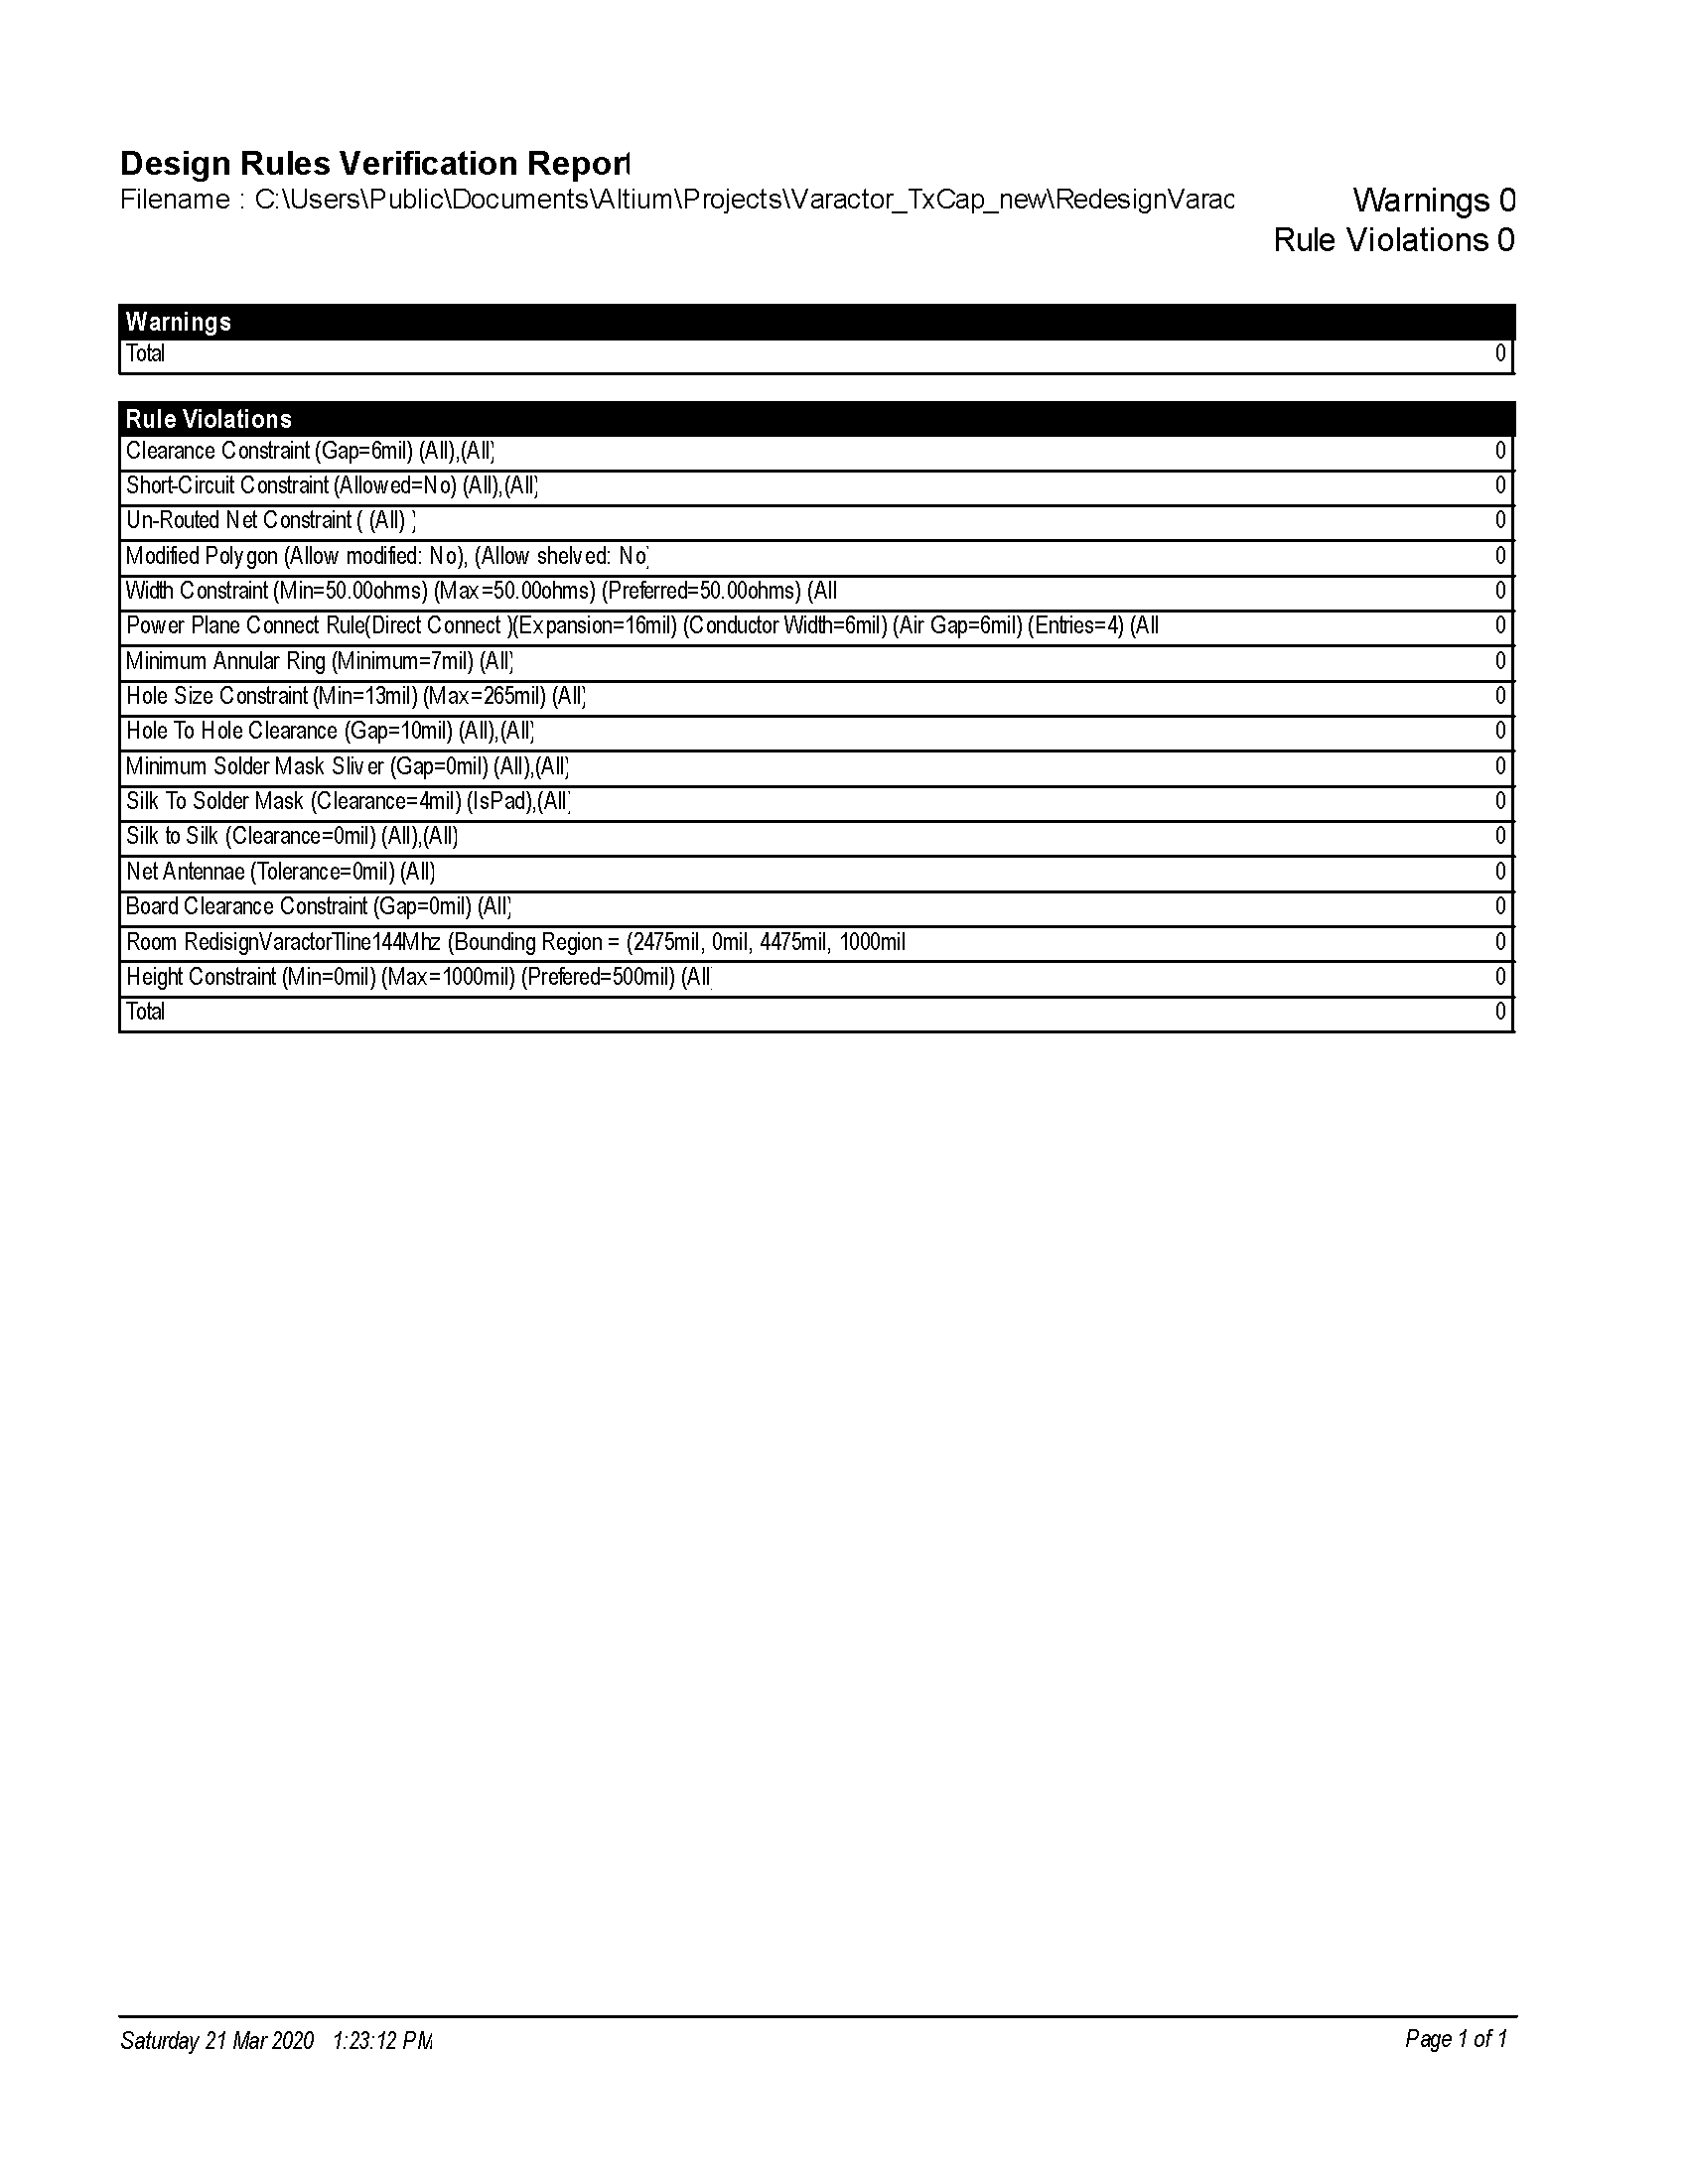 Design Rules Verification Report
Filename : C:\Users\Public\Documents\Altium\Projects\Varactor_TxCap_new\RedesignVarac
Warnings 0
Rule Violations 0
Warnings
Total 0
Rule Violations
Clearance Constraint (Gap=6mil) (All),(All) 0
Short-Circuit Constraint (Allowed=No) (All),(All) 0
Un-Routed Net Constraint ( (All) ) 0
Modified Polygon (Allow modified: No), (Allow shelved: No) 0
Width Constraint (Min=50.00ohms) (Max=50.00ohms) (Preferred=50.00ohms) (All 0
Power Plane Connect Rule(Direct Connect )(Expansion=16mil) (Conductor Width=6mil) (Air Gap=6mil) (Entries=4) (All 0
Minimum Annular Ring (Minimum=7mil) (All) 0
Hole Size Constraint (Min=13mil) (Max=265mil) (All) 0
Hole To Hole Clearance (Gap=10mil) (All),(All) 0
Minimum Solder Mask Sliver (Gap=0mil) (All),(All) 0
Silk To Solder Mask (Clearance=4mil) (IsPad),(All) 0
Silk to Silk (Clearance=0mil) (All),(All) 0
Net Antennae (Tolerance=0mil) (All) 0
Board Clearance Constraint (Gap=0mil) (All) 0
Room RedisignVaractorTline144Mhz (Bounding Region = (2475mil, 0mil, 4475mil, 1000mil 0
Height Constraint (Min=0mil) (Max=1000mil) (Prefered=500mil) (All) 0
Total 0
Saturday 21 Mar 2020 1:23:12 PM
Page 1 of 1